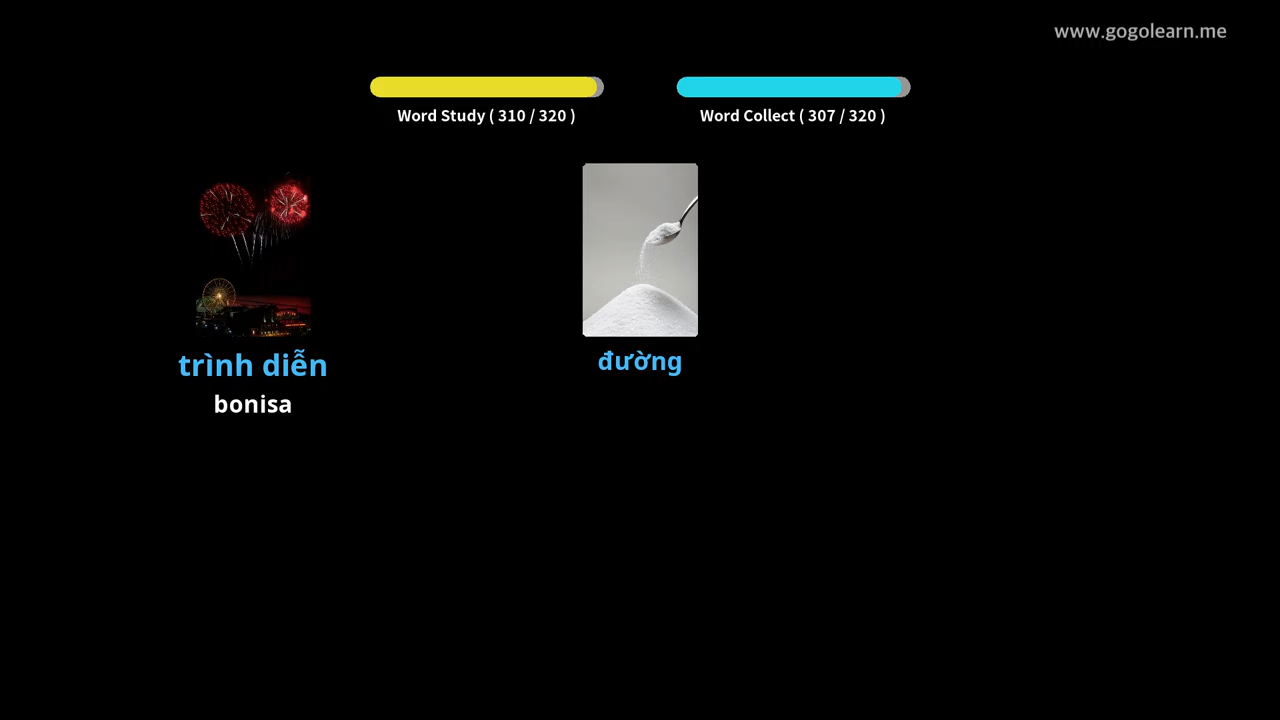 www.gogolearn.me
Word Study ( 310 / 320 )
Word Collect ( 307 / 320 )
trình diễn
bonisa
đường